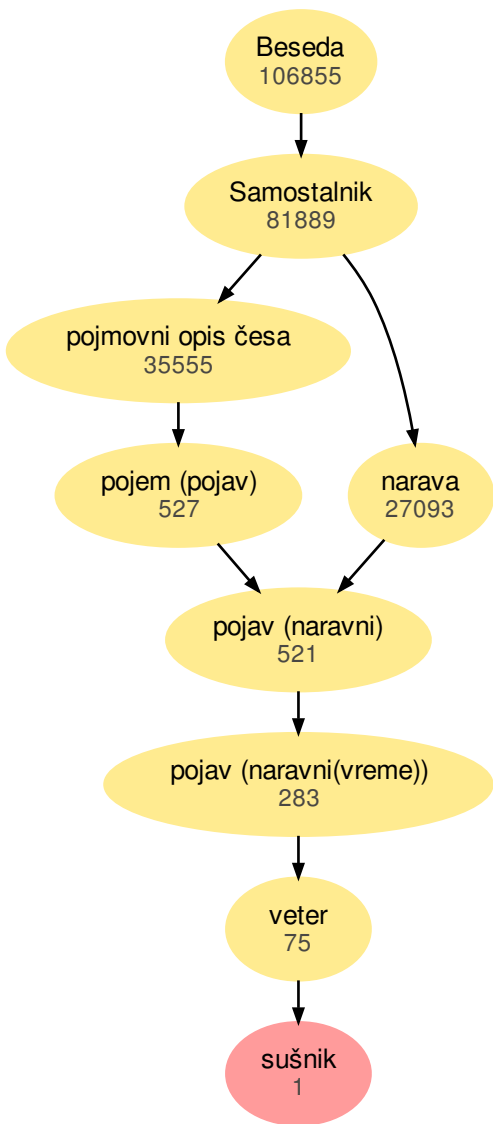 Beseda
106855
Samostalnik
81889
pojmovni opis česa
35555
pojem (pojav)
527
narava
27093
pojav (naravni)
521
pojav (naravni(vreme))
283
veter
75
sušnik
1